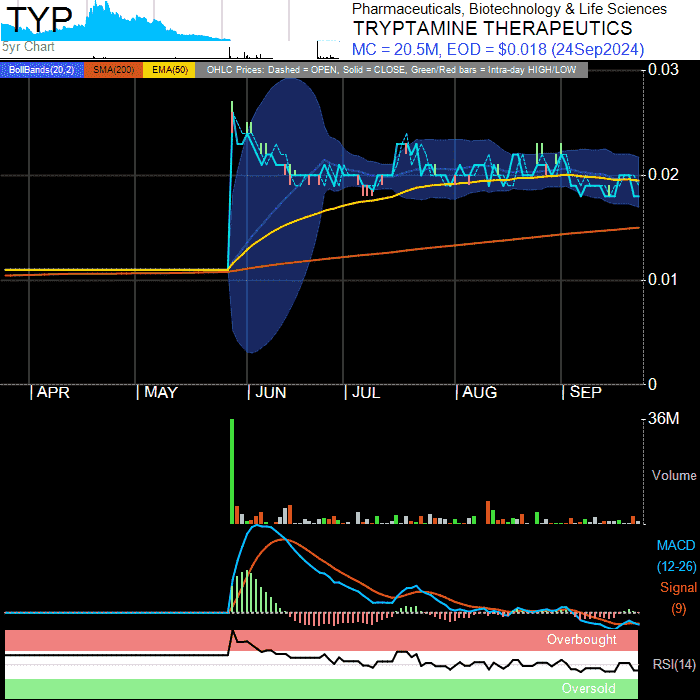 TYP
5yr Chart
Pharmaceuticals, Biotechnology & Life Sciences
TRYPTAMINE THERAPEUTICS
MC = 20.5M, EOD = $0.018 (24Sep2024)
BollBands(20,2) SMA(200) EMA(50) OHLC Prices: Dashed = OPEN, Solid = CLOSE, Green/Red bars = Intra-day HIGH/LOW
0.03
0.02
0.01
0
APR MAY JUN JUL AUG SEP
36M
Volume
MACD
(12-26)
Signal
(9)
Overbought
RSI(14)
Oversold